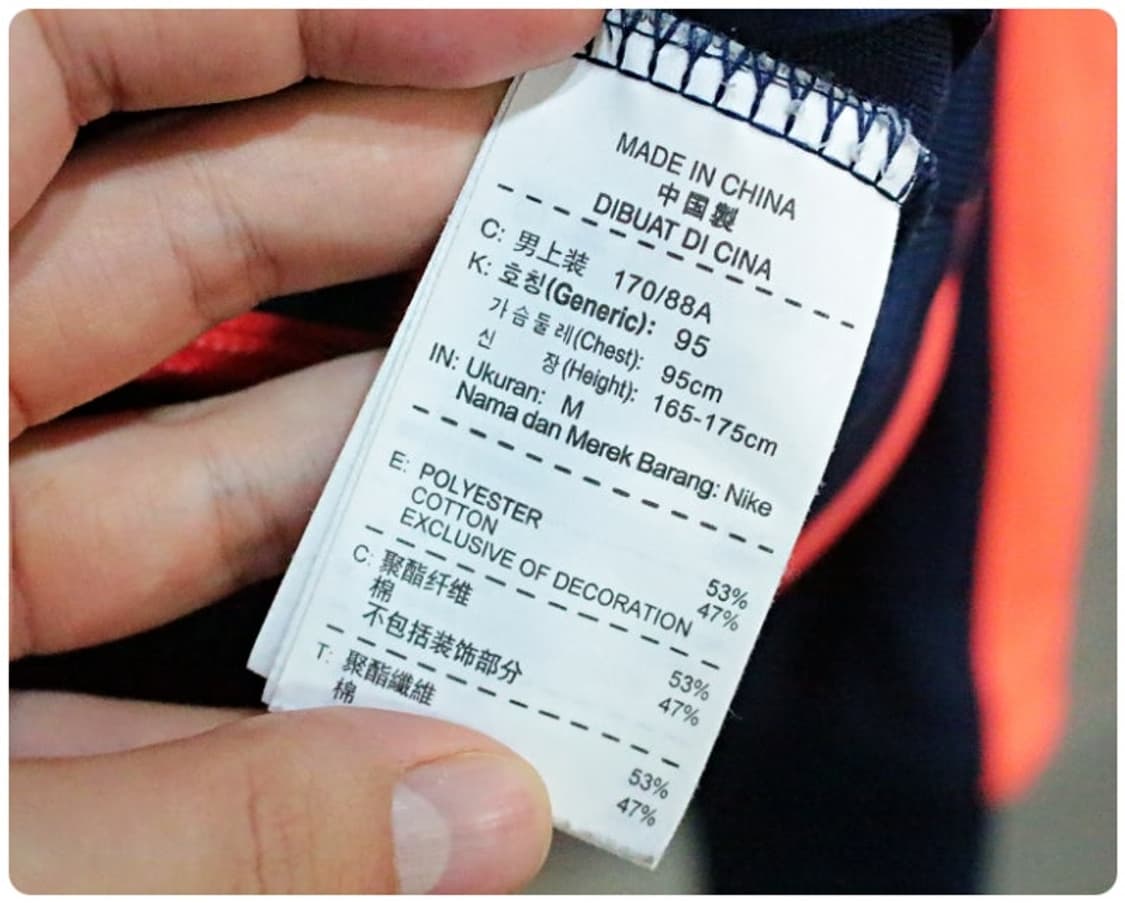 MADE IN CHINA
中国製
DIBUAT DI CINA
C: 男上装 170/88A
K: 호칭(Generic): 95
가슴둘레(Chest): 95cm
신 장(Height): 165-175cm
IN: Ukuran: M
Nama dan Merek Barang: Nike
E: POLYESTER 53%
COTTON 47%
EXCLUSIVE OF DECORATION
C: 聚酯纤维 53%
棉 47%
不包括装饰部分
T: 聚酯纖維 53%
棉 47%